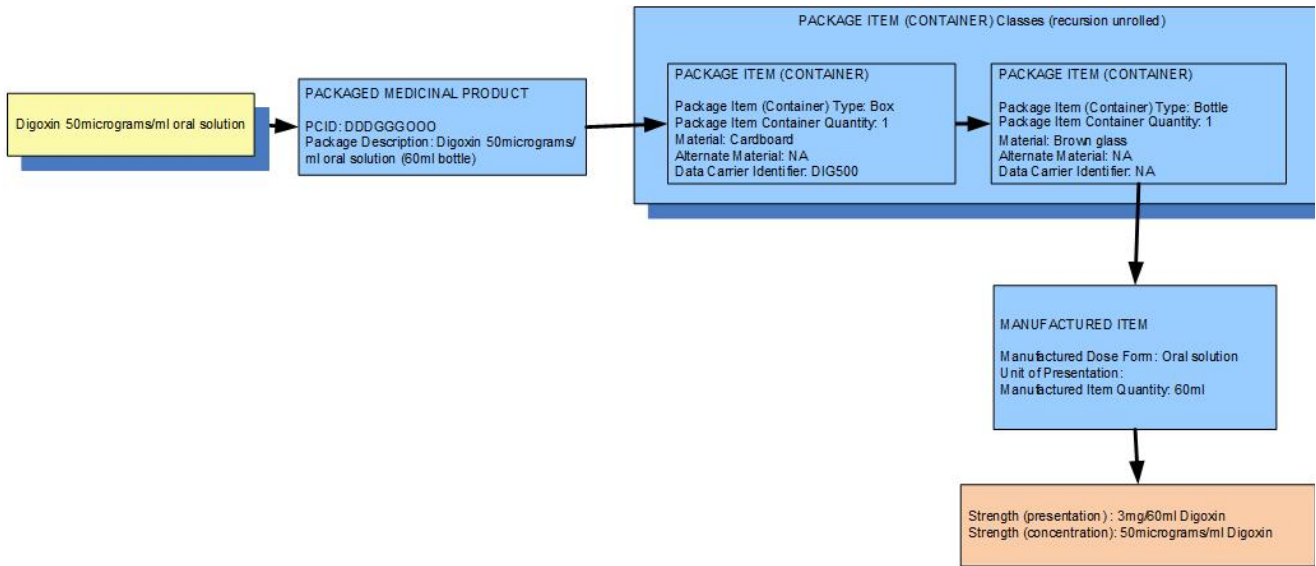 PACKAGE ITEM (CONTAINER) Classes (recursion unrolled)
Digoxin 50micrograms/ml oral solution
PACKAGED MEDICINAL PRODUCT
PCID: DDDGGGOOO
Package Description: Digoxin 50micrograms/
ml oral solution (60ml bottle)
PACKAGE ITEM (CONTAINER)
Package Item (Container) Type: Box
Package Item Container Quantity: 1
Material: Cardboard
Alternate Material: NA
Data Carrier Identifier: DIG500
PACKAGE ITEM (CONTAINER)
Package Item (Container) Type: Bottle
Package Item Container Quantity: 1
Material: Brown glass
Alternate Material: NA
Data Carrier Identifier: NA
MANUFACTURED ITEM
Manufactured Dose Form : Oral solution
Unit of Presentation:
Manufactured Item Quantity: 60ml
Strength (presentation) : 3mg/60ml Digoxin
Strength (concentration): 50micrograms/ml Digoxin